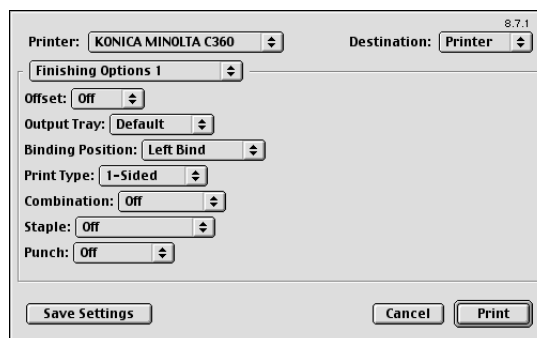 8.7.1
Printer: KONICA MINOLTA C360 Destination: Printer
Finishing Options 1
Offset: Off
Output Tray: Default
Binding Position: Left Bind
Print Type: 1-Sided
Combination: Off
Staple: Off
Punch: Off
Save Settings Cancel Print